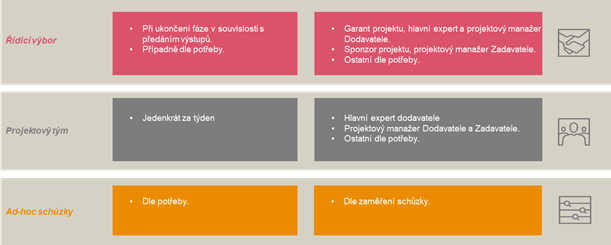 Řídící výbor
• Při ukončení fáze v souvislosti s
předáním výstupů.
• Případně dle potřeby.
• Garant projektu, hlavní expert a projektový manažer
Dodavatele.
• Sponzor projektu, projektový manažer Zadavatele.
• Ostatní dle potřeby.
Projektový tým
• Jedenkrát za týden
• Hlavní expert dodavatele
• Projektový manažer Dodavatele a Zadavatele.
• Ostatní dle potřeby.
Ad-hoc schůzky
• Dle potřeby.
• Dle zaměření schůzky.